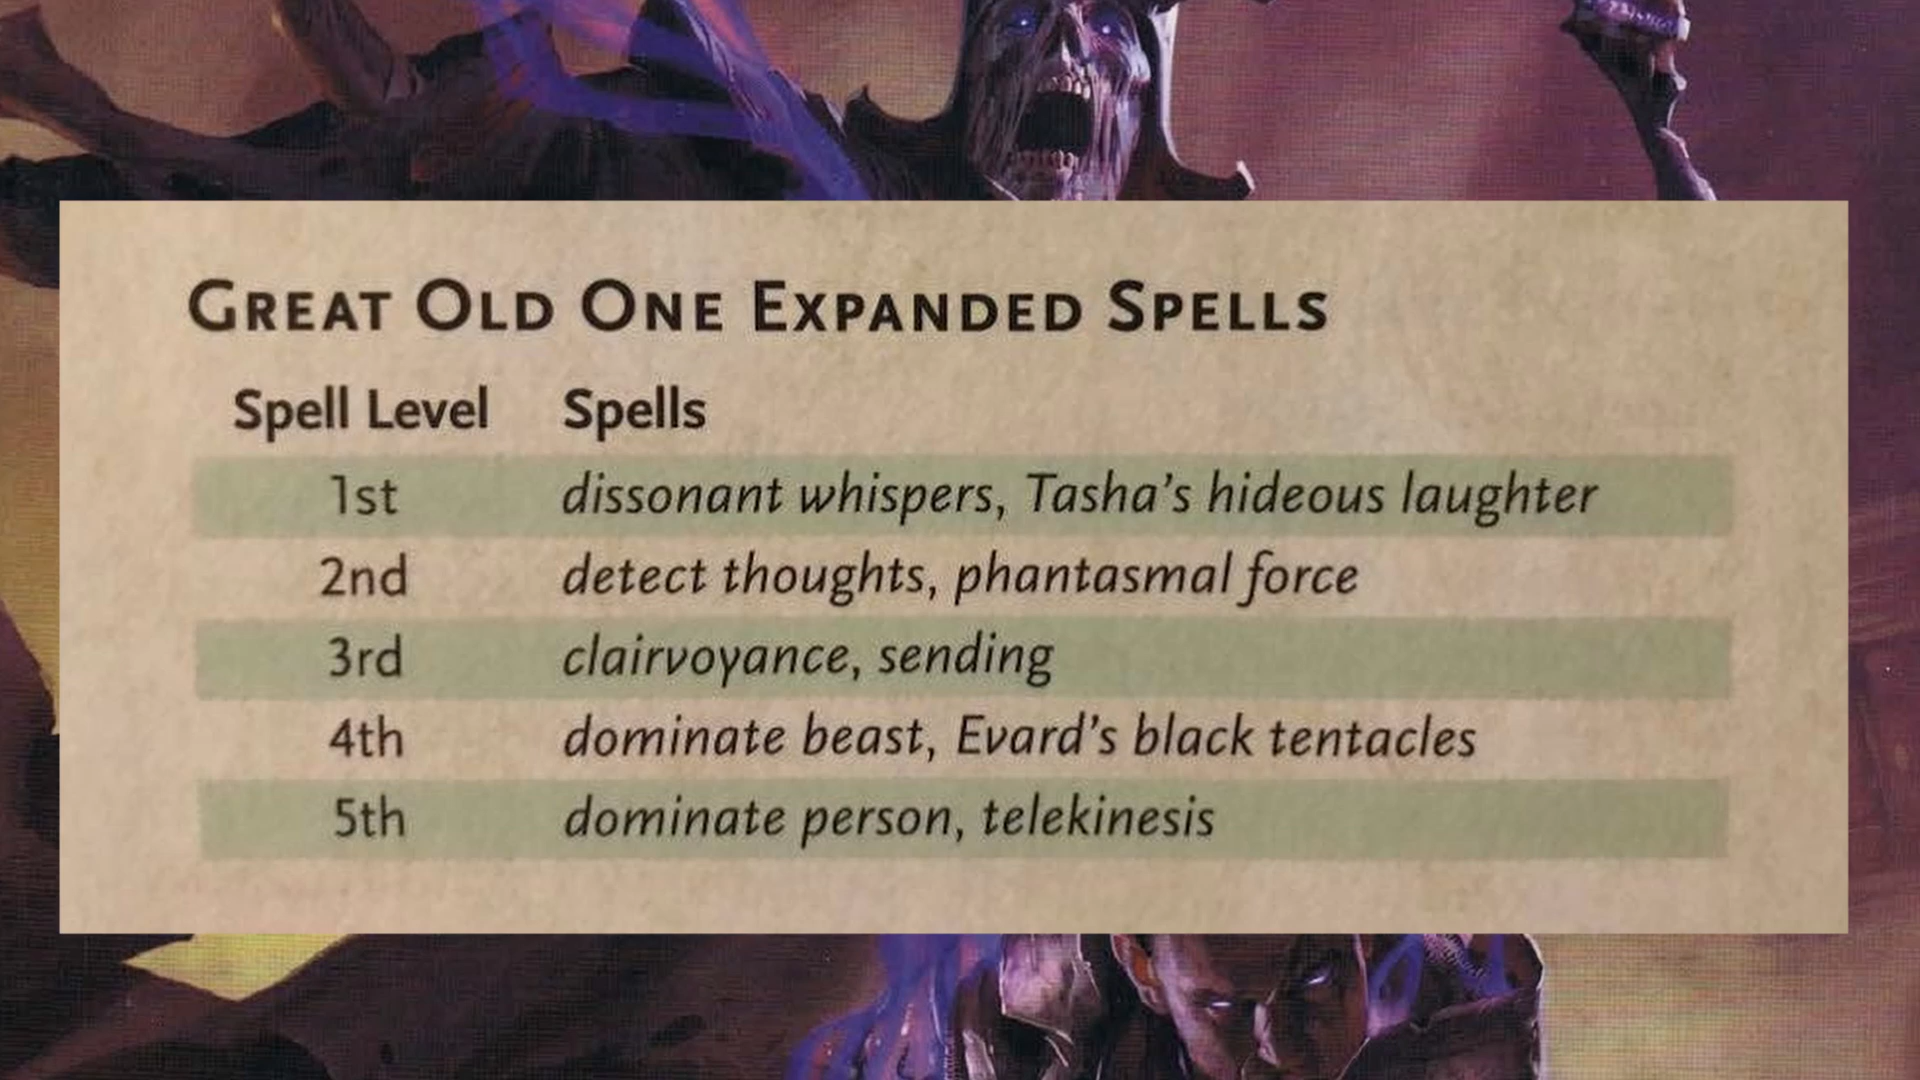 Great Old One Expanded Spells
Spell Level Spells
1st dissonant whispers, Tasha's hideous laughter
2nd detect thoughts, phantasmal force
3rd clairvoyance, sending
4th dominate beast, Evard's black tentacles
5th dominate person, telekinesis